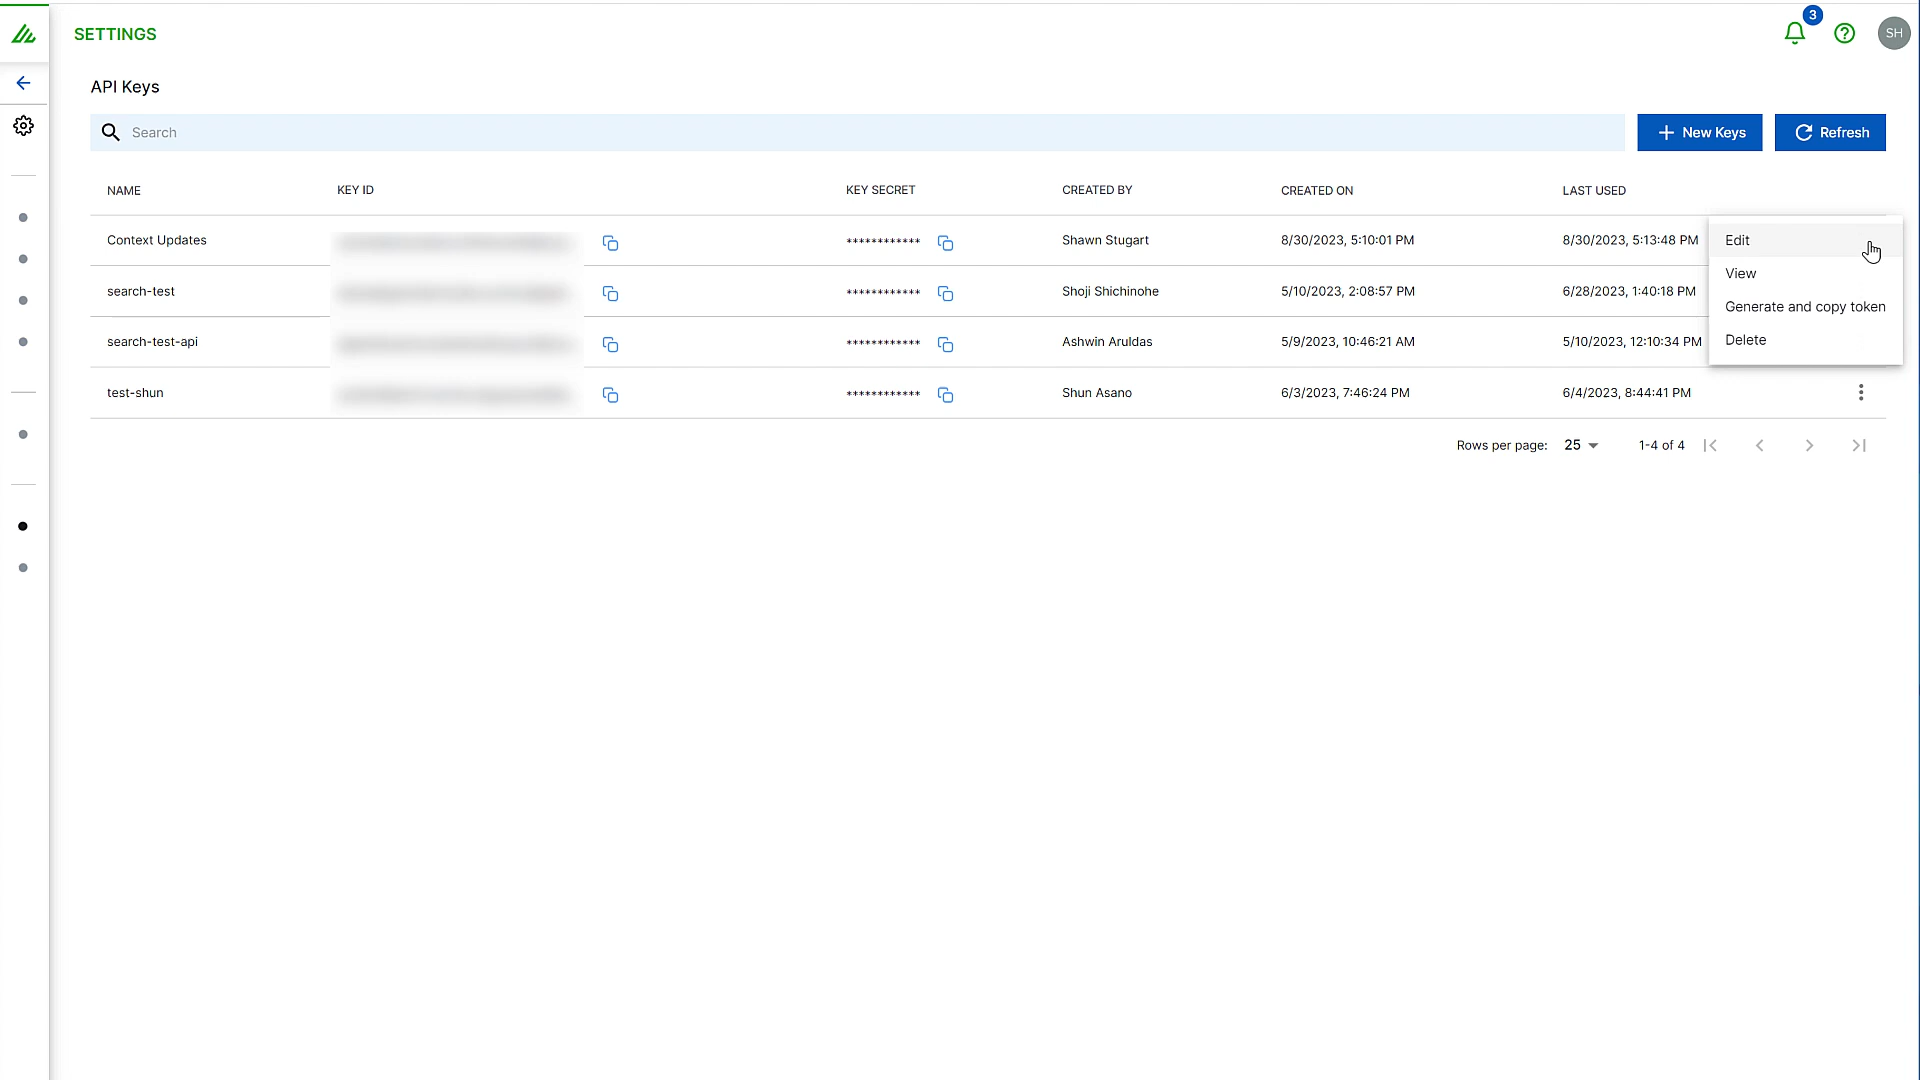 SETTINGS
3
SH
API Keys
Search
New Keys
Refresh
NAME KEY ID KEY SECRET CREATED BY CREATED ON LAST USED
Context Updates ************ Shawn Stugart 8/30/2023, 5:10:01 PM 8/30/2023, 5:13:48 PM
Edit
View
search-test ************ Shoji Shichinohe 5/10/2023, 2:08:57 PM 6/28/2023, 1:40:18 PM
Generate and copy token
Delete
search-test-api ************ Ashwin Aruldas 5/9/2023, 10:46:21 AM 5/10/2023, 12:10:34 PM
test-shun ************ Shun Asano 6/3/2023, 7:46:24 PM 6/4/2023, 8:44:41 PM
Rows per page: 25 1-4 of 4